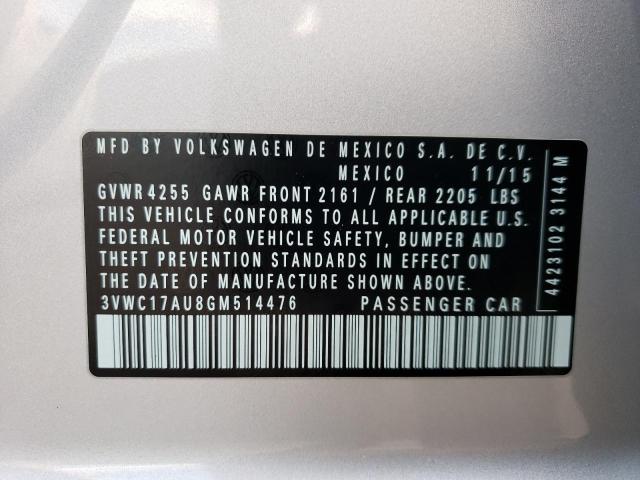 MFD BY VOLKSWAGEN DE MEXICO S.A. DE C.V.
MEXICO 11/15
GVWR 4255 GAWR FRONT 2161 / REAR 2205 LBS
THIS VEHICLE CONFORMS TO ALL APPLICABLE U.S.
FEDERAL MOTOR VEHICLE SAFETY, BUMPER AND
THEFT PREVENTION STANDARDS IN EFFECT ON
THE DATE OF MANUFACTURE SHOWN ABOVE.
3VWC17AU8GM514476 PASSENGER CAR
4423102 3144 M